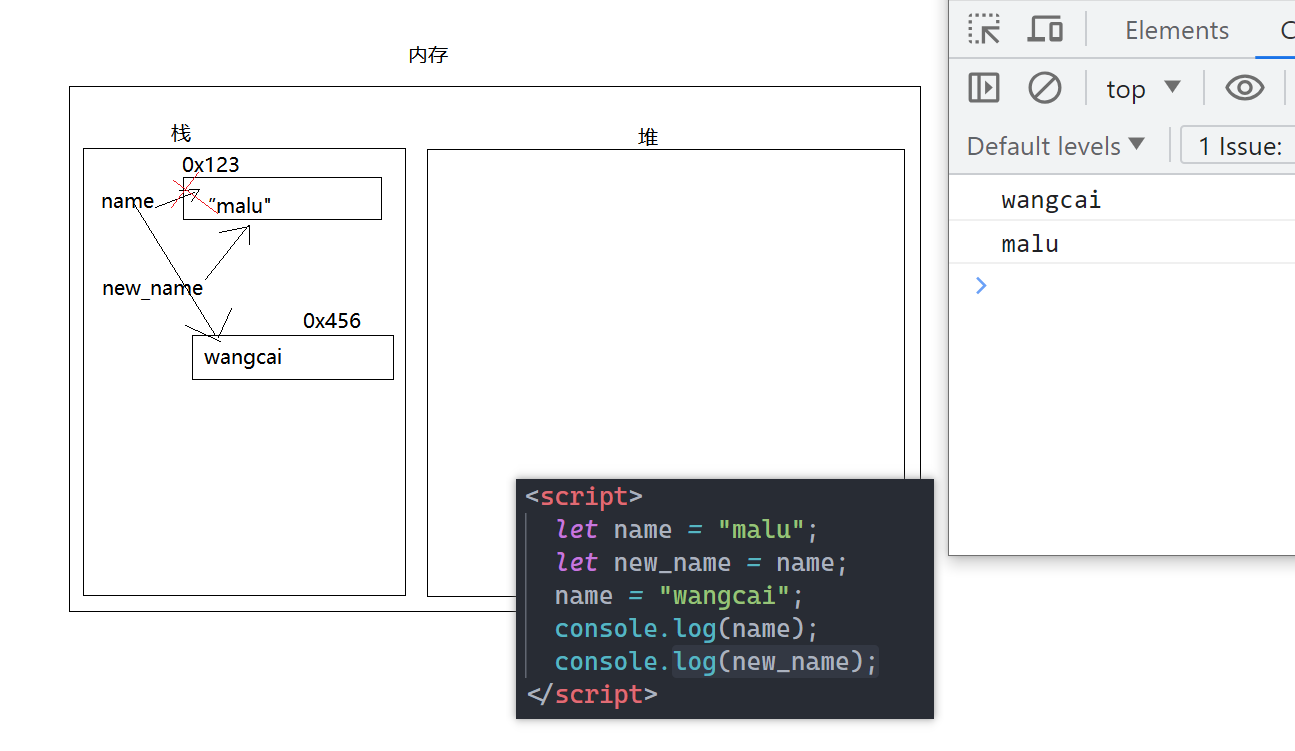 内存
栈
堆
0x123
name
"malu"
new_name
0x456
wangcai
<script>
let name = "malu";
let new_name = name;
name = "wangcai";
console.log(name);
console.log(new_name);
</script>
Elements
top
Default levels
1 Issue:
wangcai
malu